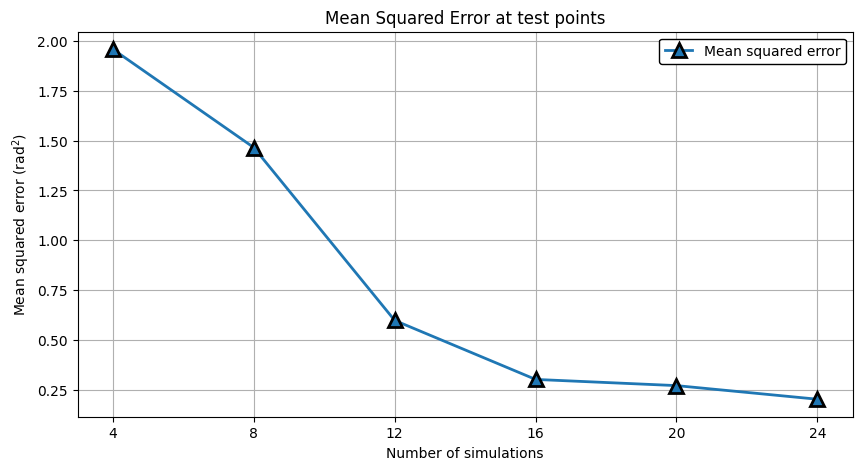 Mean Squared Error at test points
Mean squared error
2.00
1.75
1.50
1.25
1.00
0.75
0.50
0.25
Mean squared error (rad²)
4 8 12 16 20 24
Number of simulations